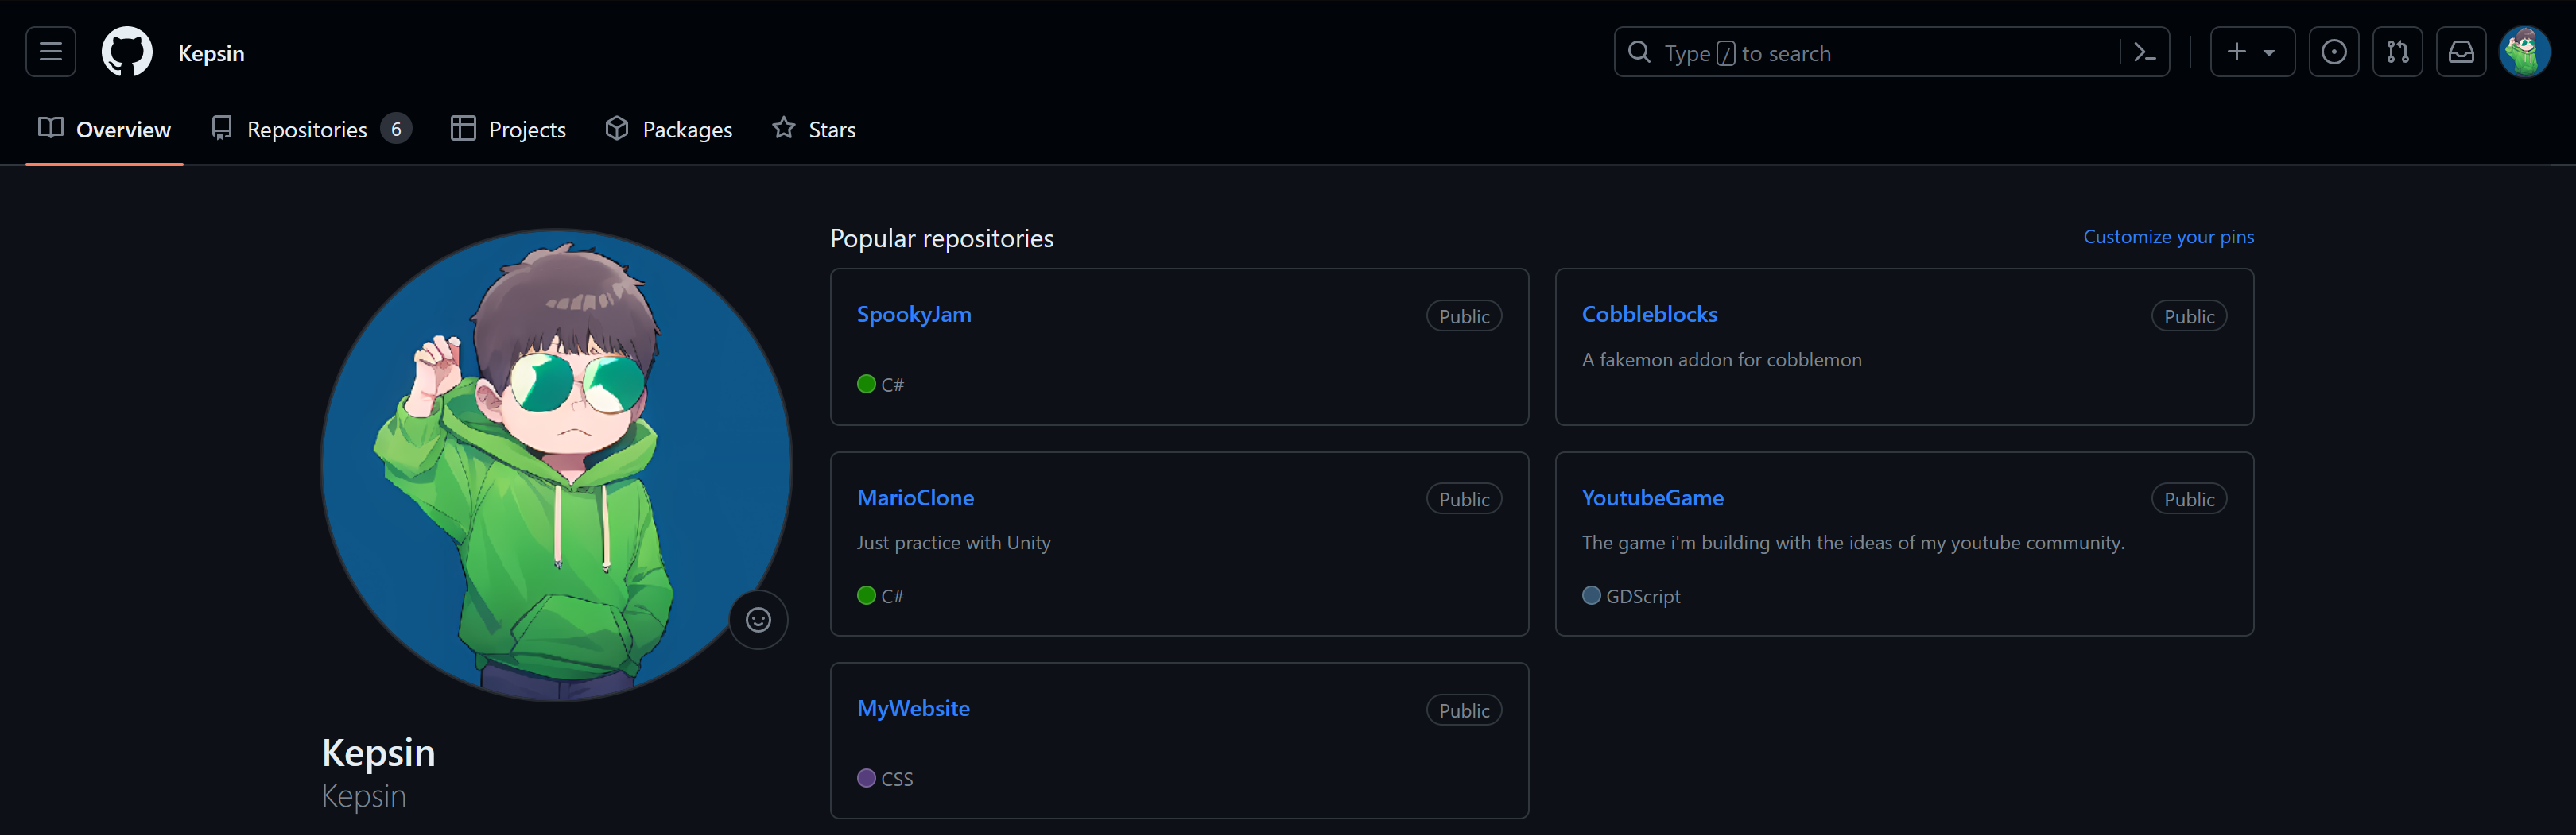 Kepsin
Type / to search
Overview
Repositories 6
Projects
Packages
Stars
Popular repositories
Customize your pins
SpookyJam
Public
C#
Cobbleblocks
Public
A fakemon addon for cobblemon
MarioClone
Public
Just practice with Unity
C#
YoutubeGame
Public
The game i'm building with the ideas of my youtube community.
GDScript
MyWebsite
Public
CSS
Kepsin
Kepsin